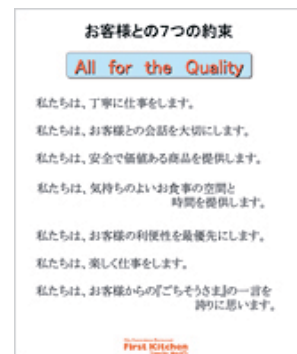 お客様との7つの約束
All for the Quality
私たちは、丁寧に仕事をします。
私たちは、お客様との会話を大切にします。
私たちは、安全で価値ある商品を提供します。
私たちは、気持ちのよいお食事の空間と
時間を提供します。
私たちは、お客様の利便性を最優先にします。
私たちは、楽しく仕事をします。
私たちは、お客様からの『ごちそうさま』の一言を
誇りに思います。
First Kitchen